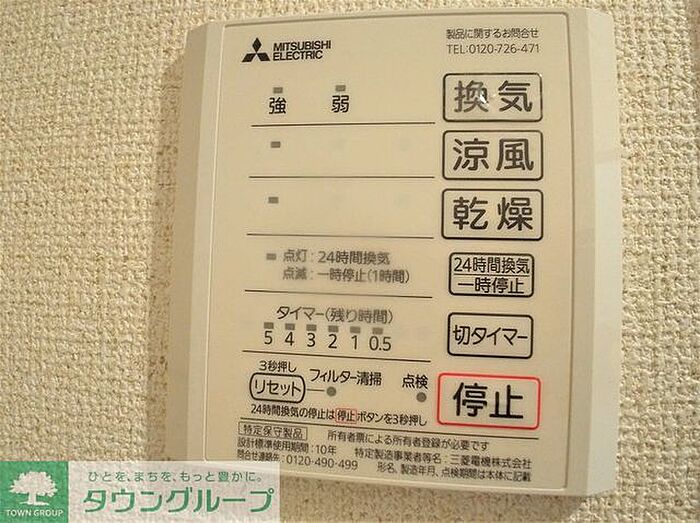 MITSUBISHI ELECTRIC
製品に関するお問合せ
TEL:0120-726-471
強 弱
換気
涼風
乾燥
点灯：24時間換気
点滅：一時停止(1時間)
24時間換気
一時停止
タイマー(残り時間)
5 4 3 2 1 0.5
切タイマー
3秒押し
リセット
フィルター清掃
点検
停止
24時間換気の停止は停止ボタンを3秒押し
特定保守製品
所有者票による所有者登録が必要です
設計標準使用期間：10年
特定製造事業者等名：三菱電機株式会社
問合せ連絡先：0120-490-499
形名、製造年月、点検期間は本体に記載
TOWN GROUP
ひとを、まちを、もっと豊かに。
タウングループ